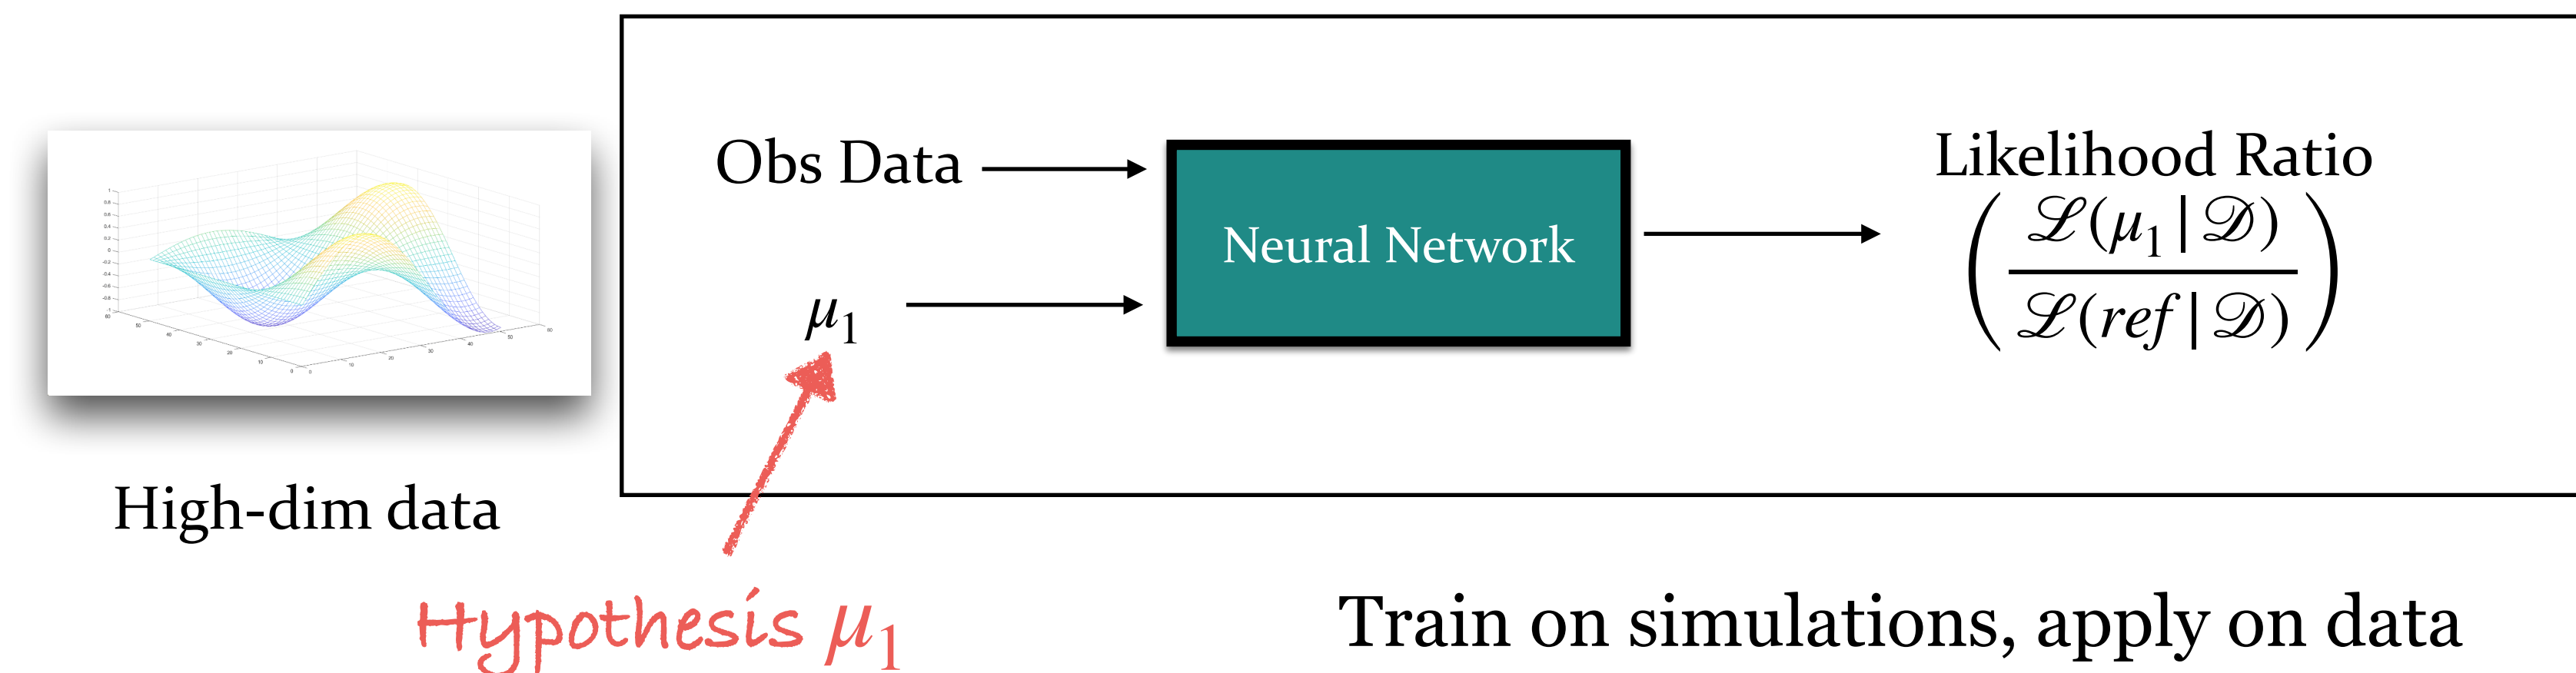 Obs Data
μ₁
Neural Network
Likelihood Ratio
( ℒ(μ₁ | 𝒟) / ℒ(ref | 𝒟) )
High-dim data
Hypothesis μ₁
Train on simulations, apply on data